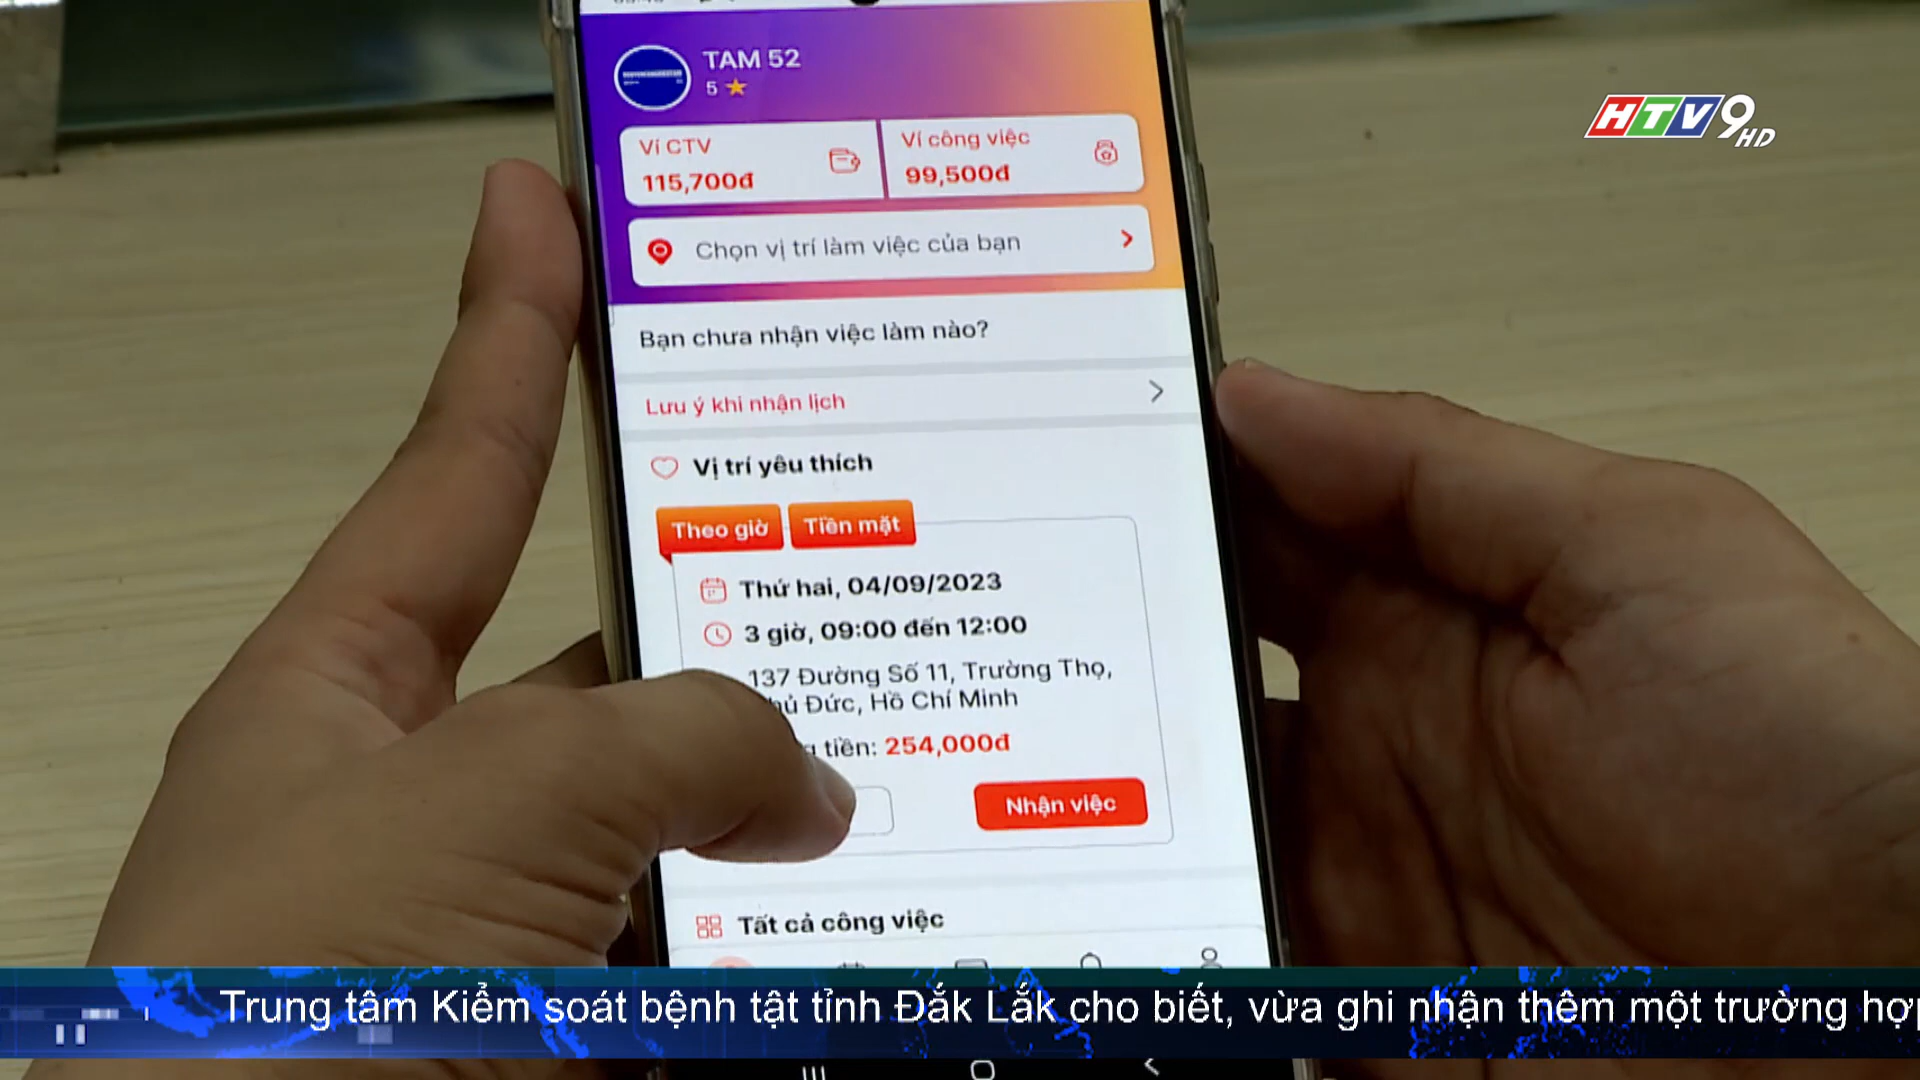 TAM 52
5
HTV9 HD
Ví CTV
115,700đ
Ví công việc
99,500đ
Chọn vị trí làm việc của bạn
Bạn chưa nhận việc làm nào?
Lưu ý khi nhận lịch
Vị trí yêu thích
Theo giờ
Tiền mặt
Thứ hai, 04/09/2023
3 giờ, 09:00 đến 12:00
137 Đường Số 11, Trường Thọ,
Đức, Hồ Chí Minh
tiền: 254,000đ
Nhận việc
Tất cả công việc
Trung tâm Kiểm soát bệnh tật tỉnh Đắk Lắk cho biết, vừa ghi nhận thêm một trường